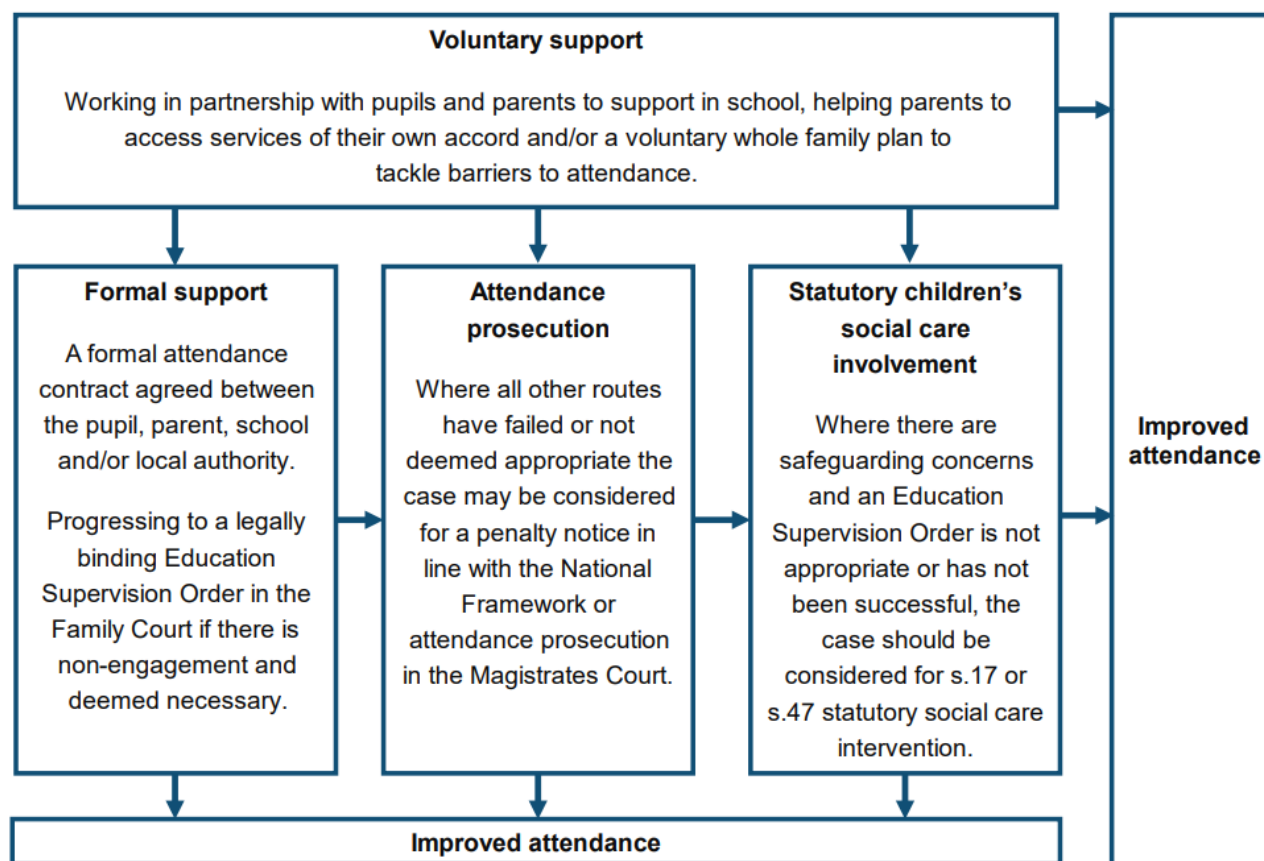 Voluntary support
Working in partnership with pupils and parents to support in school, helping parents to
access services of their own accord and/or a voluntary whole family plan to
tackle barriers to attendance.
Formal support
A formal attendance
contract agreed between
the pupil, parent, school
and/or local authority.
Progressing to a legally
binding Education
Supervision Order in the
Family Court if there is
non-engagement and
deemed necessary.
Attendance
prosecution
Where all other routes
have failed or not
deemed appropriate the
case may be considered
for a penalty notice in
line with the National
Framework or
attendance prosecution
in the Magistrates Court.
Statutory children’s
social care
involvement
Where there are
safeguarding concerns
and an Education
Supervision Order is not
appropriate or has not
been successful, the
case should be
considered for s.17 or
s.47 statutory social care
intervention.
Improved
attendance
Improved attendance